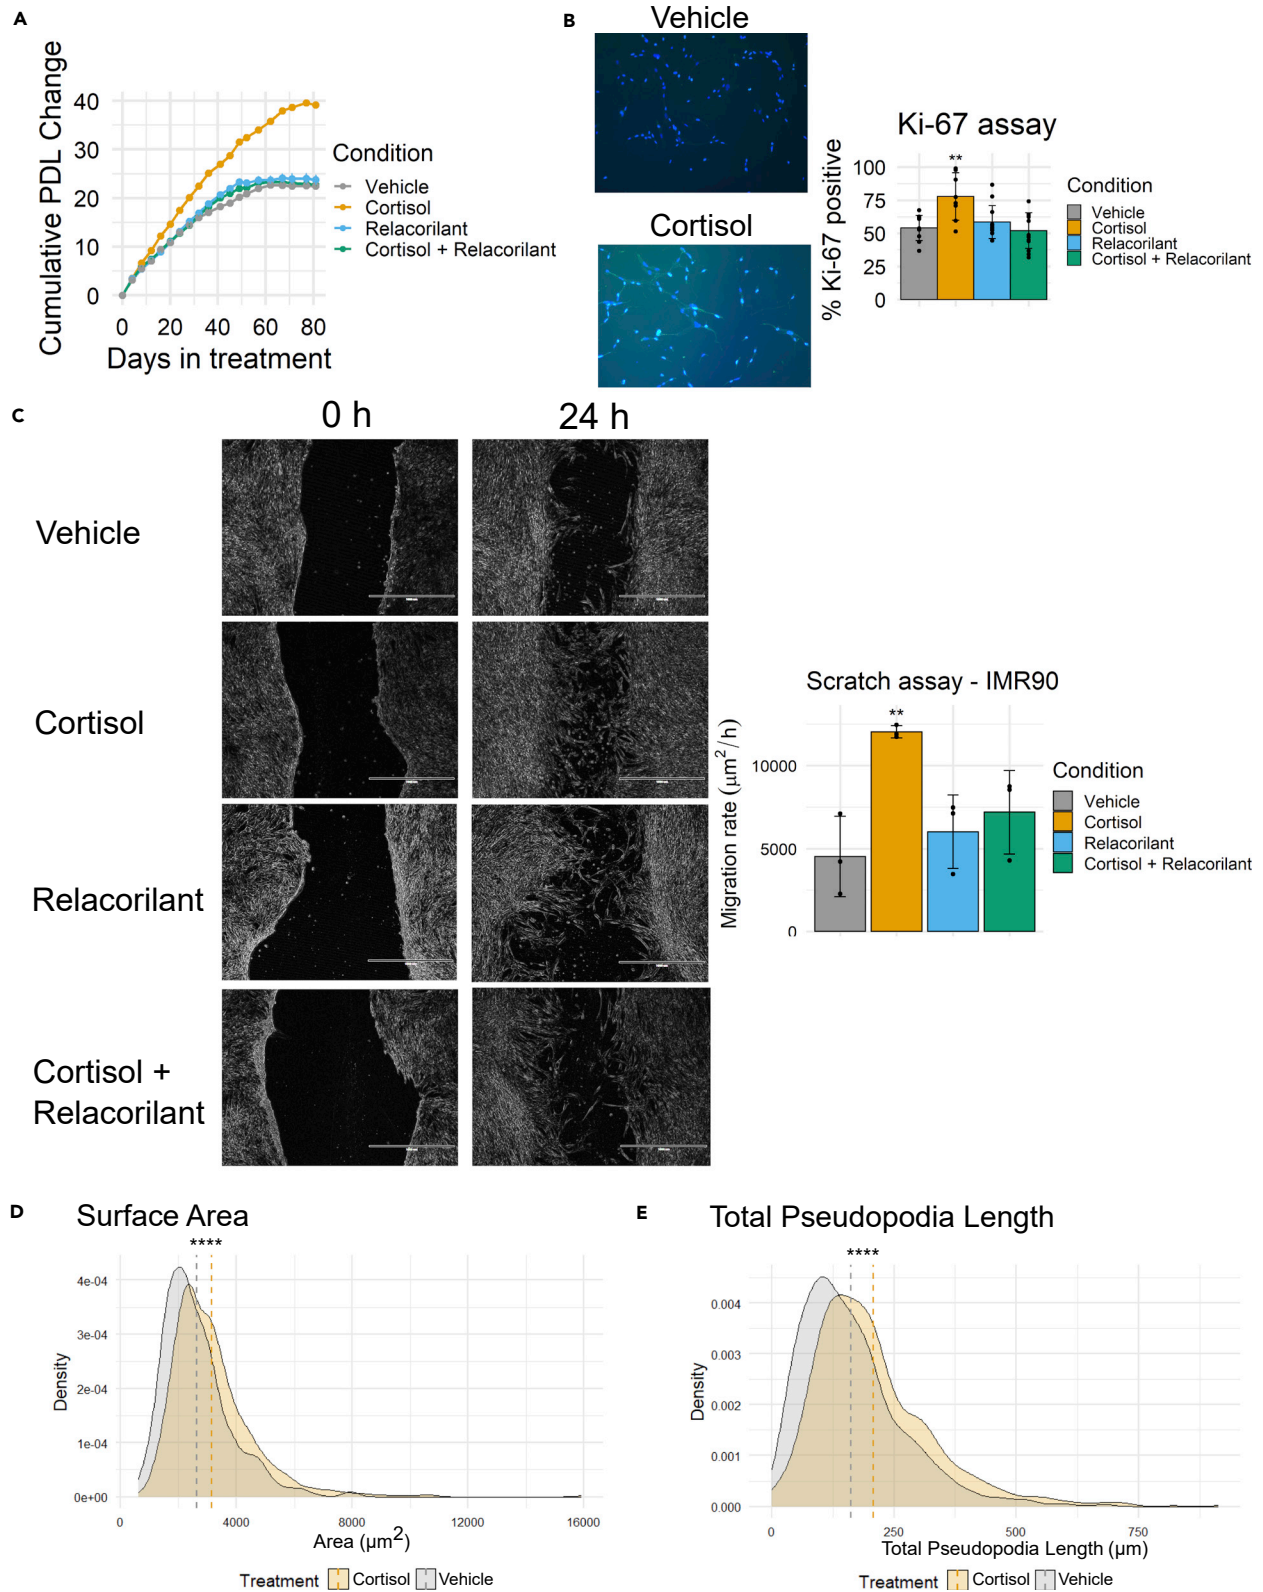 A
Cumulative PDL Change
40
30
20
10
0
0 20 40 60 80
Days in treatment
Condition
Vehicle
Cortisol
Relacorilant
Cortisol + Relacorilant
B
Vehicle
Cortisol
Ki-67 assay
% Ki-67 positive
100
75
50
25
0
**
Condition
Vehicle
Cortisol
Relacorilant
Cortisol + Relacorilant
C
0 h 24 h
Vehicle
Cortisol
Relacorilant
Cortisol +
Relacorilant
Scratch assay - IMR90
Migration rate (μm²/h)
10000
5000
0
**
Condition
Vehicle
Cortisol
Relacorilant
Cortisol + Relacorilant
D
Surface Area
****
Density
4e-04
3e-04
2e-04
1e-04
0e+00
0 4000 8000 12000 16000
Area (μm²)
Treatment Cortisol Vehicle
E
Total Pseudopodia Length
****
Density
0.004
0.003
0.002
0.001
0.000
0 250 500 750
Total Pseudopodia Length (μm)
Treatment Cortisol Vehicle